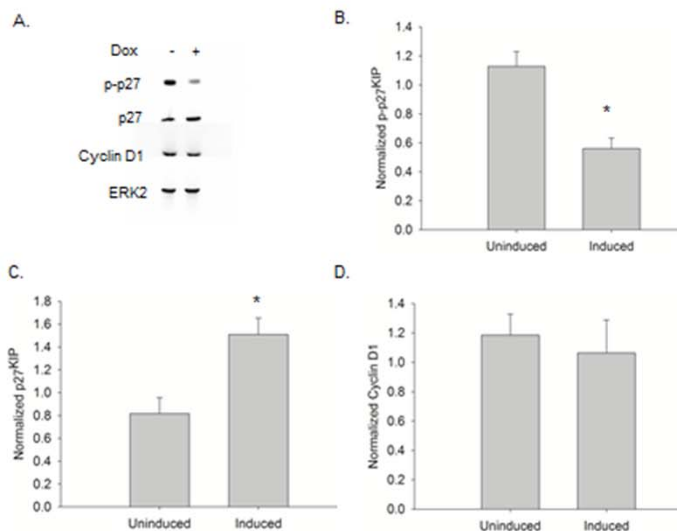 A.
Dox - +
p-p27
p27
Cyclin D1
ERK2
B.
Normalized p-p27KIP
1.4
1.2
1.0
0.8
0.6
0.4
0.2
0.0
*
Uninduced Induced
C.
Normalized p27KIP
1.8
1.6
1.4
1.2
1.0
0.8
0.6
0.4
0.2
0.0
*
Uninduced Induced
D.
Normalized Cyclin D1
1.4
1.2
1.0
0.8
0.6
0.4
0.2
0.0
Uninduced Induced